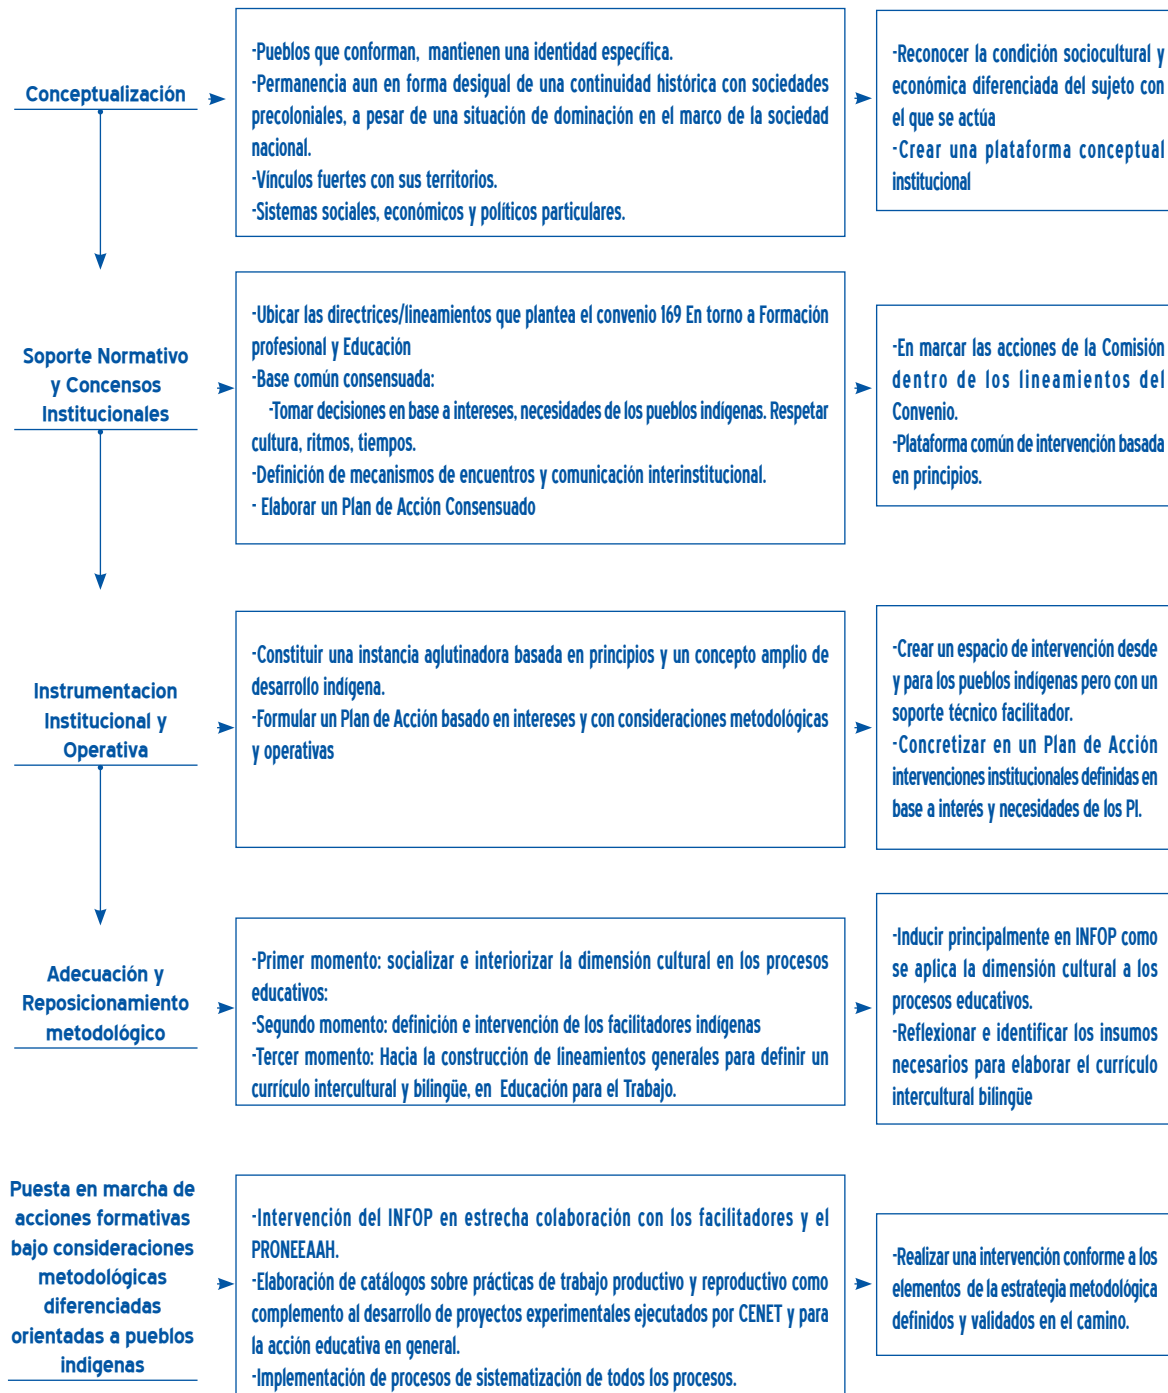 Conceptualización
-Pueblos que conforman, mantienen una identidad específica.
-Permanencia aun en forma desigual de una continuidad histórica con sociedades
precoloniales, a pesar de una situación de dominación en el marco de la sociedad
nacional.
-Vínculos fuertes con sus territorios.
-Sistemas sociales, económicos y políticos particulares.
-Reconocer la condición sociocultural y
económica diferenciada del sujeto con
el que se actúa
-Crear una plataforma conceptual
institucional
Soporte Normativo
y Concensos
Institucionales
-Ubicar las directrices/lineamientos que plantea el convenio 169 En torno a Formación
profesional y Educación
-Base común consensuada:
-Tomar decisiones en base a intereses, necesidades de los pueblos indígenas. Respetar
cultura, ritmos, tiempos.
-Definición de mecanismos de encuentros y comunicación interinstitucional.
- Elaborar un Plan de Acción Consensuado
-En marcar las acciones de la Comisión
dentro de los lineamientos del
Convenio.
-Plataforma común de intervención basada
en principios.
Instrumentacion
Institucional y
Operativa
-Constituir una instancia aglutinadora basada en principios y un concepto amplio de
desarrollo indígena.
-Formular un Plan de Acción basado en intereses y con consideraciones metodológicas
y operativas
-Crear un espacio de intervención desde
y para los pueblos indígenas pero con un
soporte técnico facilitador.
-Concretizar en un Plan de Acción
intervenciones institucionales definidas en
base a interés y necesidades de los PI.
Adecuación y
Reposicionamiento
metodológico
-Primer momento: socializar e interiorizar la dimensión cultural en los procesos
educativos:
-Segundo momento: definición e intervención de los facilitadores indígenas
-Tercer momento: Hacia la construcción de lineamientos generales para definir un
currículo intercultural y bilingüe, en Educación para el Trabajo.
-Inducir principalmente en INFOP como
se aplica la dimensión cultural a los
procesos educativos.
-Reflexionar e identificar los insumos
necesarios para elaborar el currículo
intercultural bilingüe
Puesta en marcha de
acciones formativas
bajo consideraciones
metodológicas
diferenciadas
orientadas a pueblos
indigenas
-Intervención del INFOP en estrecha colaboración con los facilitadores y el
PRONEEAAH.
-Elaboración de catálogos sobre prácticas de trabajo productivo y reproductivo como
complemento al desarrollo de proyectos experimentales ejecutados por CENET y para
la acción educativa en general.
-Implementación de procesos de sistematización de todos los procesos.
-Realizar una intervención conforme a los
elementos de la estrategia metodológica
definidos y validados en el camino.